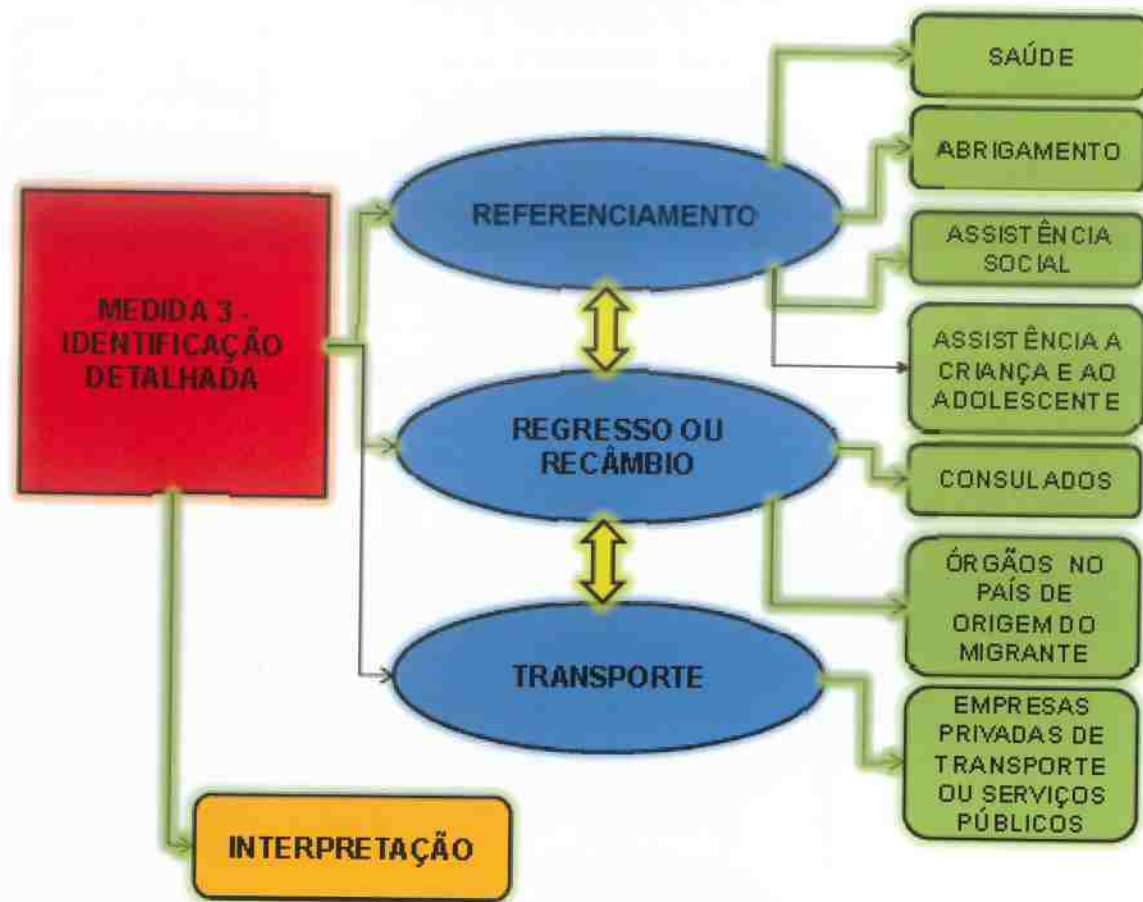 MEDIDA 3 -
IDENTIFICAÇÃO
DETALHADA
INTERPRETAÇÃO
REFERENCIAMENTO
REGRESSO OU
RECÂMBIO
TRANSPORTE
SAÚDE
ABRIGAMENTO
ASSISTÊNCIA
SOCIAL
ASSISTÊNCIA A
CRIANÇA E AO
ADOLESCENTE
CONSULADOS
ÓRGÃOS NO
PAÍS DE
ORIGEM DO
MIGRANTE
EMPRESAS
PRIVADAS DE
TRANSPORTE
OU SERVIÇOS
PÚBLICOS